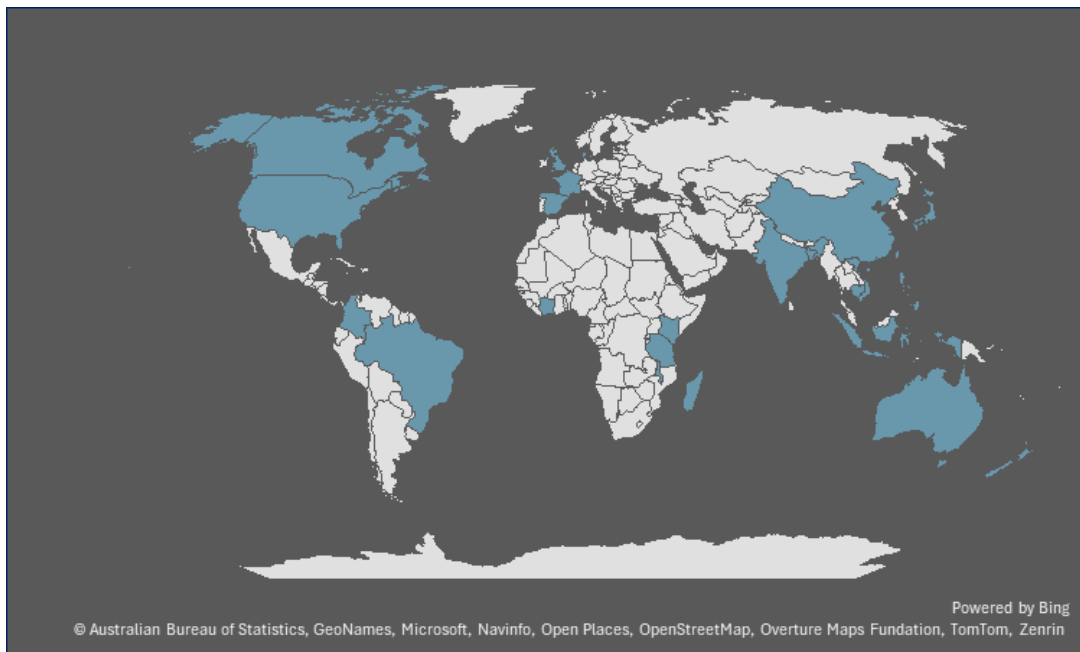 Powered by Bing
© Australian Bureau of Statistics, GeoNames, Microsoft, Navinfo, Open Places, OpenStreetMap, Overture Maps Fundation, TomTom, Zenrin